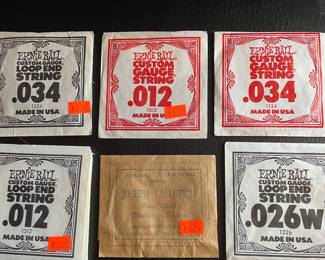 ERNIE BALL
CUSTOM GAUGE
LOOP END
STRING
.034
1334
MADE IN USA
ERNIE BALL
CUSTOM
GAUGE
STRING
.012
1012
MADE IN USA
ERNIE BALL
CUSTOM
GAUGE
STRING
.034
1134
MADE IN USA
ERNIE BALL
CUSTOM GAUGE
LOOP END
STRING
.012
1312
MADE IN USA
ERNIE BALL
CUSTOM GAUGE
LOOP END
STRING
.026W
1326
MADE IN USA